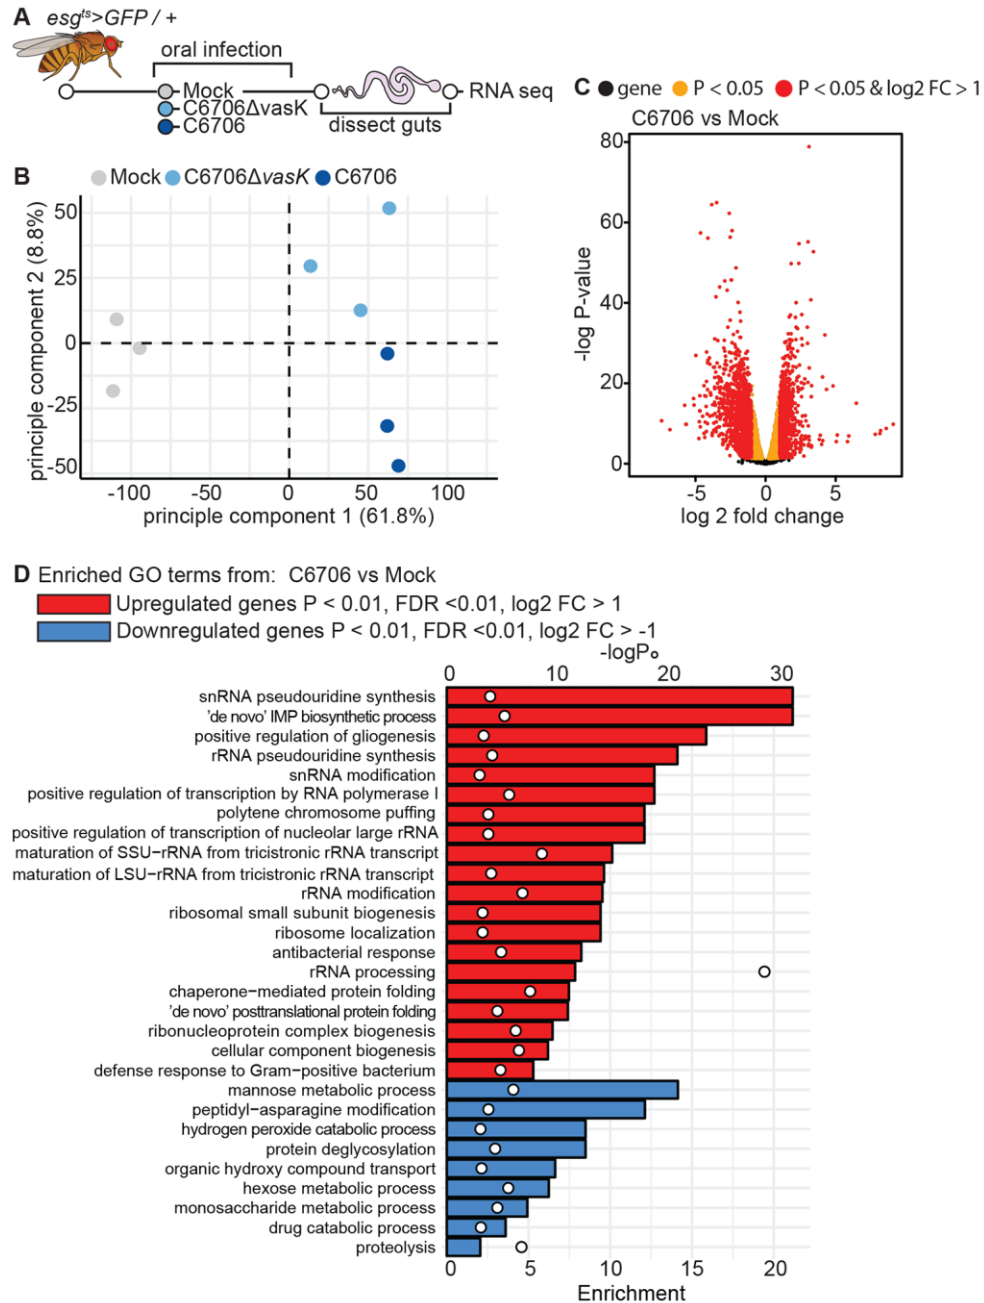 A esgts>GFP / +
oral infection
Mock
C6706ΔvasK
C6706
dissect guts
RNA seq
B Mock C6706ΔvasK C6706
principle component 2 (8.8%)
50
25
0
-25
-50
-100 -50 0 50 100
principle component 1 (61.8%)
C gene P < 0.05 P < 0.05 & log2 FC > 1
C6706 vs Mock
-log P-value
80
60
40
20
0
-5 0 5
log 2 fold change
D Enriched GO terms from: C6706 vs Mock
Upregulated genes P < 0.01, FDR <0.01, log2 FC > 1
Downregulated genes P < 0.01, FDR <0.01, log2 FC > -1
-logP
0 10 20 30
snRNA pseudouridine synthesis
'de novo' IMP biosynthetic process
positive regulation of gliogenesis
rRNA pseudouridine synthesis
snRNA modification
positive regulation of transcription by RNA polymerase I
polytene chromosome puffing
positive regulation of transcription of nucleolar large rRNA
maturation of SSU−rRNA from tricistronic rRNA transcript
maturation of LSU−rRNA from tricistronic rRNA transcript
rRNA modification
ribosomal small subunit biogenesis
ribosome localization
antibacterial response
rRNA processing
chaperone−mediated protein folding
'de novo' posttranslational protein folding
ribonucleoprotein complex biogenesis
cellular component biogenesis
defense response to Gram−positive bacterium
mannose metabolic process
peptidyl−asparagine modification
hydrogen peroxide catabolic process
protein deglycosylation
organic hydroxy compound transport
hexose metabolic process
monosaccharide metabolic process
drug catabolic process
proteolysis
0 5 10 15 20
Enrichment